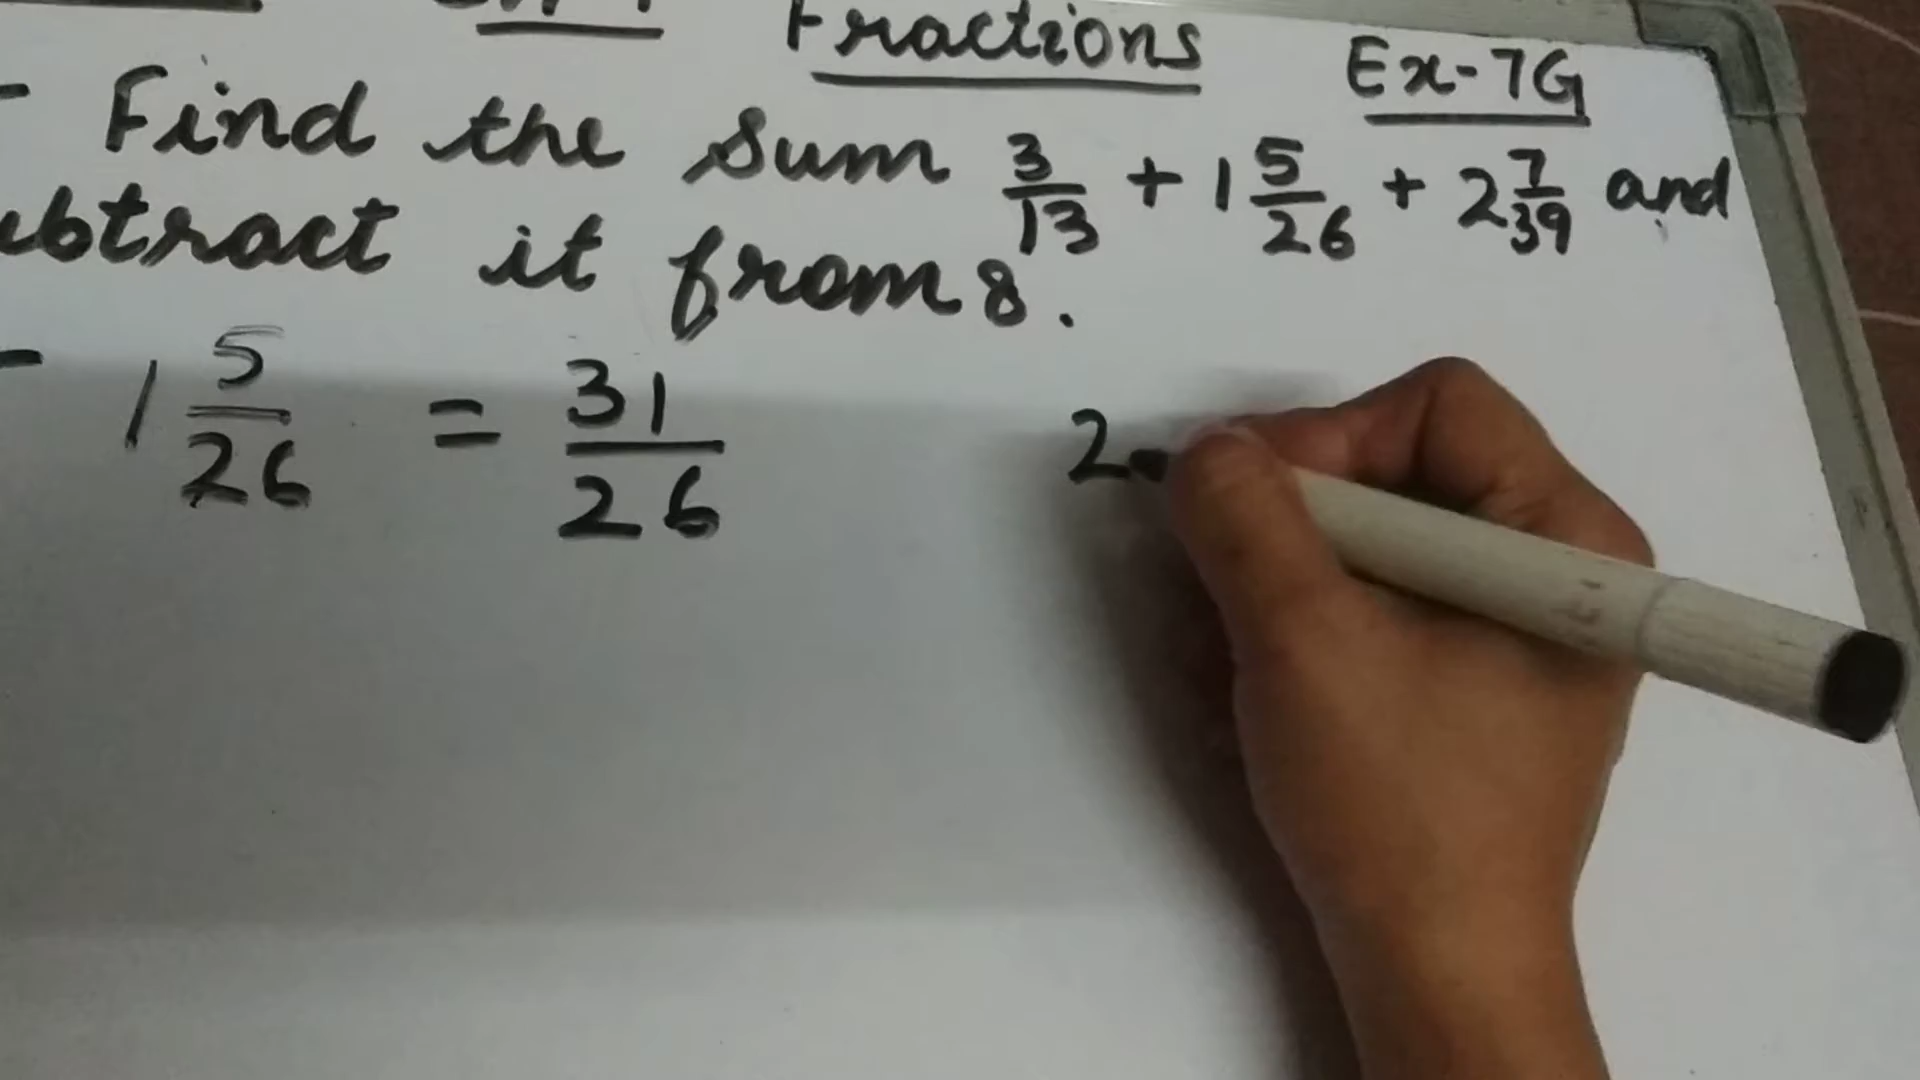 Fractions Ex-7G
Find the sum 3/13 + 1 5/26 + 2 7/39 and
ubtract it from 8.
1 5/26 = 31/26 2